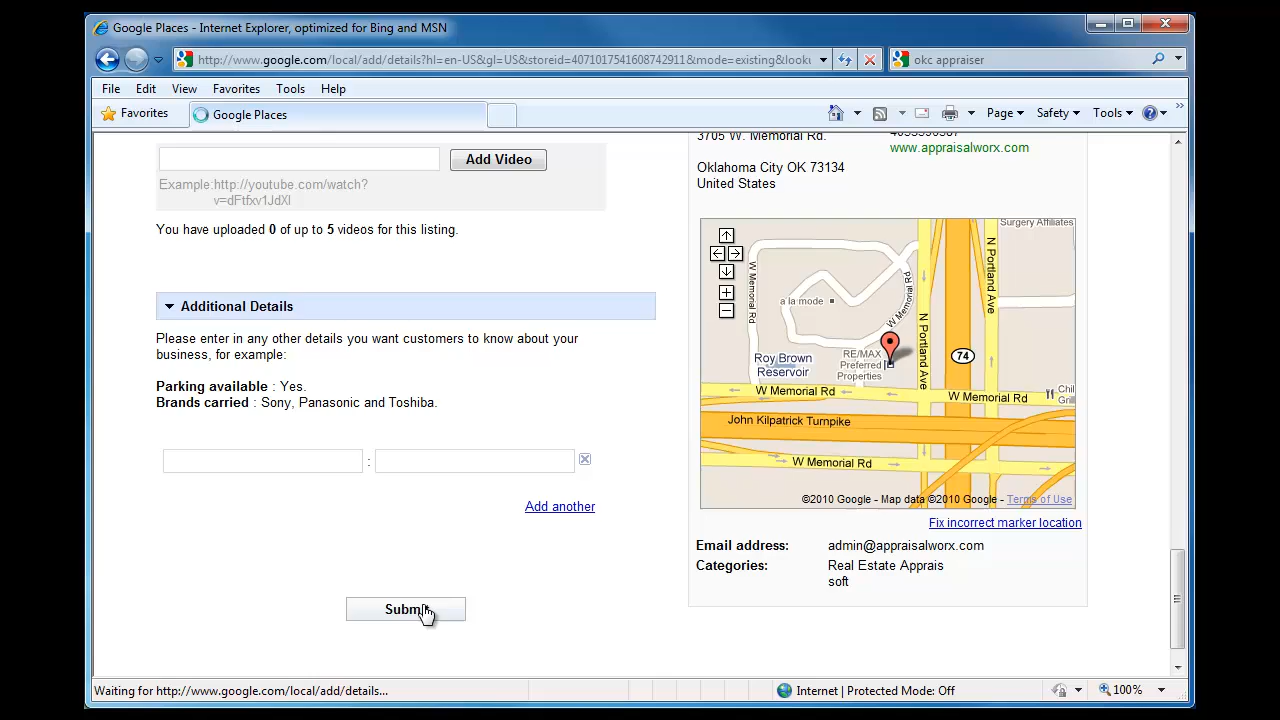 Google Places - Internet Explorer, optimized for Bing and MSN
http://www.google.com/local/add/details?hl=en-US&gl=US&storeid=4071017541608742911&mode=existing&look
okc appraiser
File Edit View Favorites Tools Help
Favorites
Google Places
Page Safety Tools
Add Video
Example:http://youtube.com/watch?
v=dFtfxv1JdXI
You have uploaded 0 of up to 5 videos for this listing.
Additional Details
Please enter in any other details you want customers to know about your
business, for example:
Parking available : Yes.
Brands carried : Sony, Panasonic and Toshiba.
:
Add another
Submit
3705 W. Memorial Rd.
www.appraisalworx.com
Oklahoma City OK 73134
United States
Surgery Affiliates
N Portland Ave
W Memorial Rd
a la mode
W Memorial Rd
N Portland Ave
RE/MAX
Preferred
Properties
74
Roy Brown
Reservoir
W Memorial Rd
W Memorial Rd
Chil
Grill
John Kilpatrick Turnpike
W Memorial Rd
©2010 Google - Map data ©2010 Google - Terms of Use
Fix incorrect marker location
Email address: admin@appraisalworx.com
Categories: Real Estate Apprais
soft
Waiting for http://www.google.com/local/add/details...
Internet | Protected Mode: Off
100%